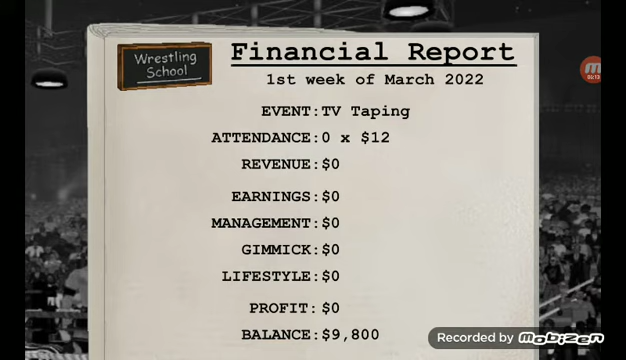 Wrestling
School
Financial Report
1st week of March 2022
EVENT: TV Taping
ATTENDANCE: 0 x $12
REVENUE: $0
EARNINGS: $0
MANAGEMENT: $0
GIMMICK: $0
LIFESTYLE: $0
PROFIT: $0
BALANCE: $9,800
Recorded by Mobizen